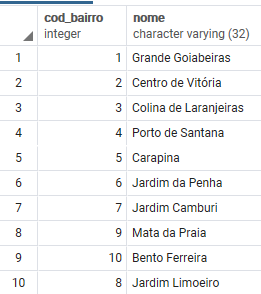 cod_bairro nome
integer character varying (32)
1 1 Grande Goiabeiras
2 2 Centro de Vitória
3 3 Colina de Laranjeiras
4 4 Porto de Santana
5 5 Carapina
6 6 Jardim da Penha
7 7 Jardim Camburi
8 9 Mata da Praia
9 10 Bento Ferreira
10 8 Jardim Limoeiro